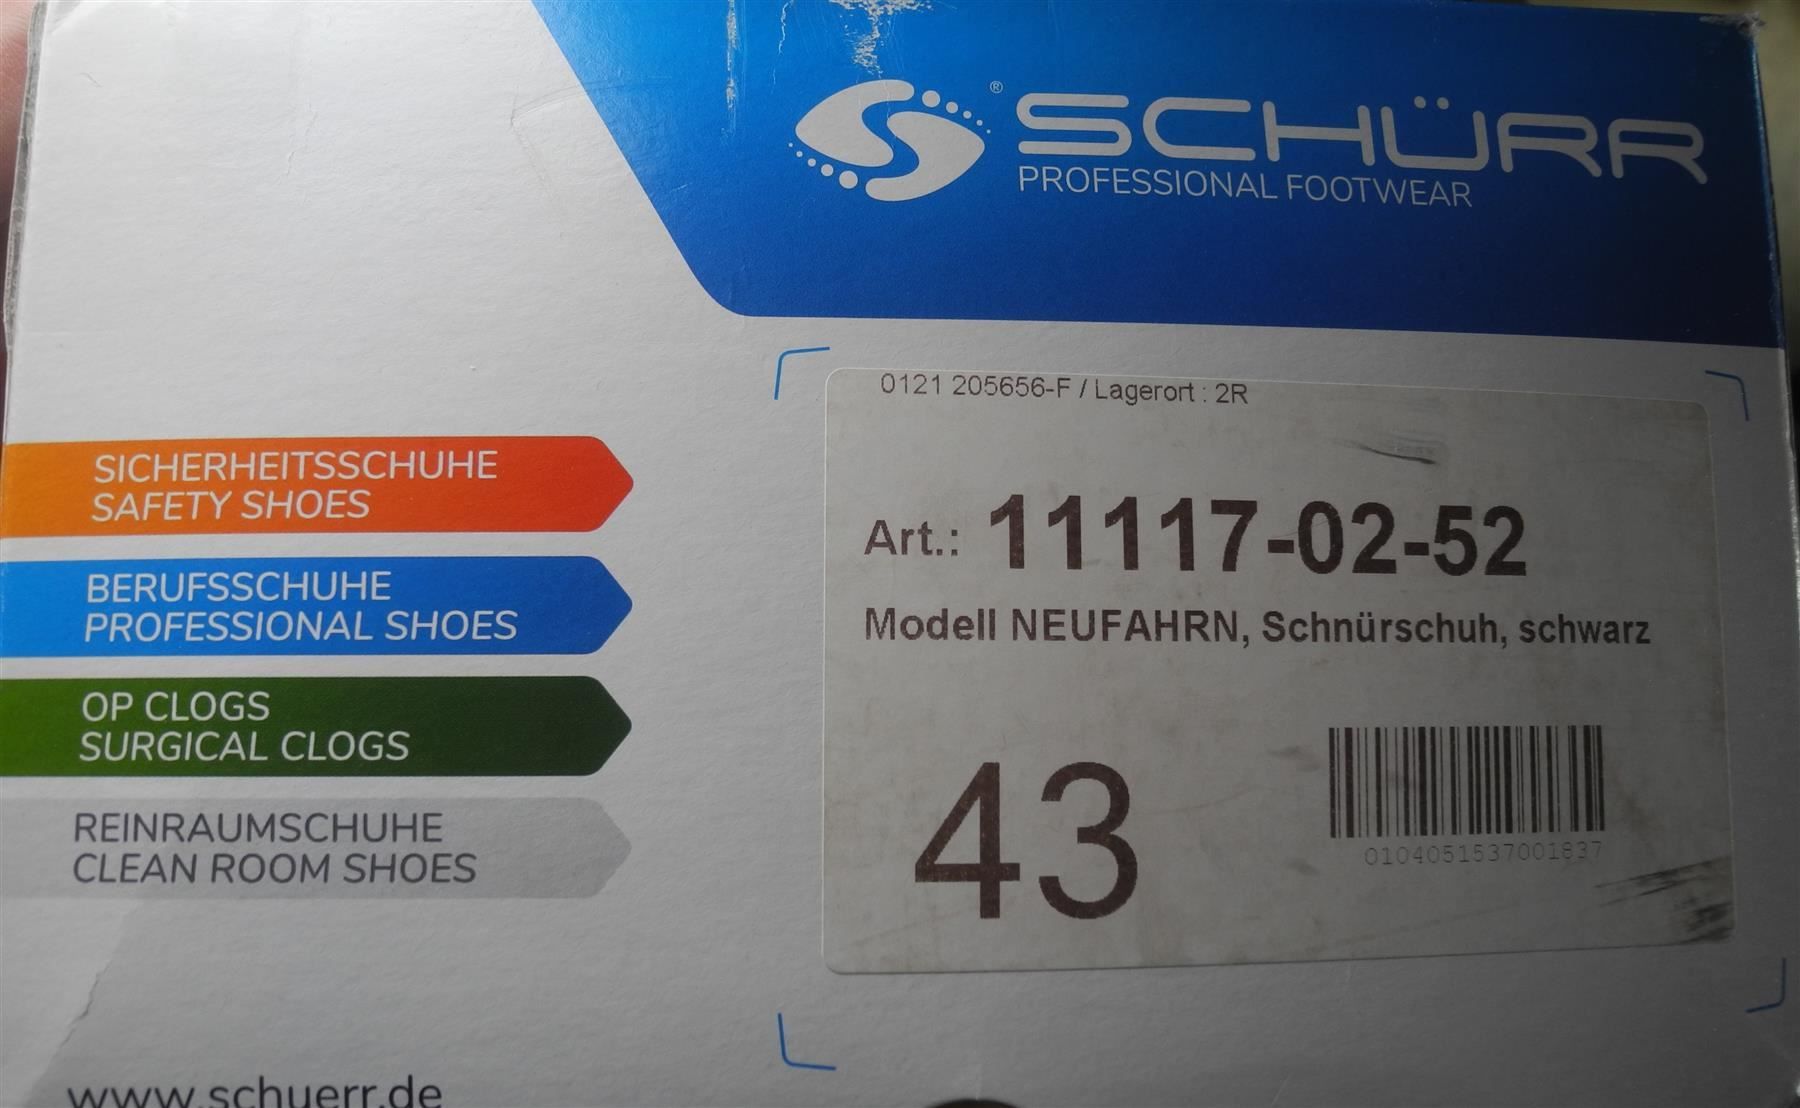 ®
SCHÜRR
PROFESSIONAL FOOTWEAR
0121 205656-F / Lagerort : 2R
Art.: 11117-02-52
Modell NEUFAHRN, Schnürschuh, schwarz
43
0104051537001837
SICHERHEITSSCHUHE
SAFETY SHOES
BERUFSSCHUHE
PROFESSIONAL SHOES
OP CLOGS
SURGICAL CLOGS
REINRAUMSCHUHE
CLEAN ROOM SHOES
www.schuerr.de